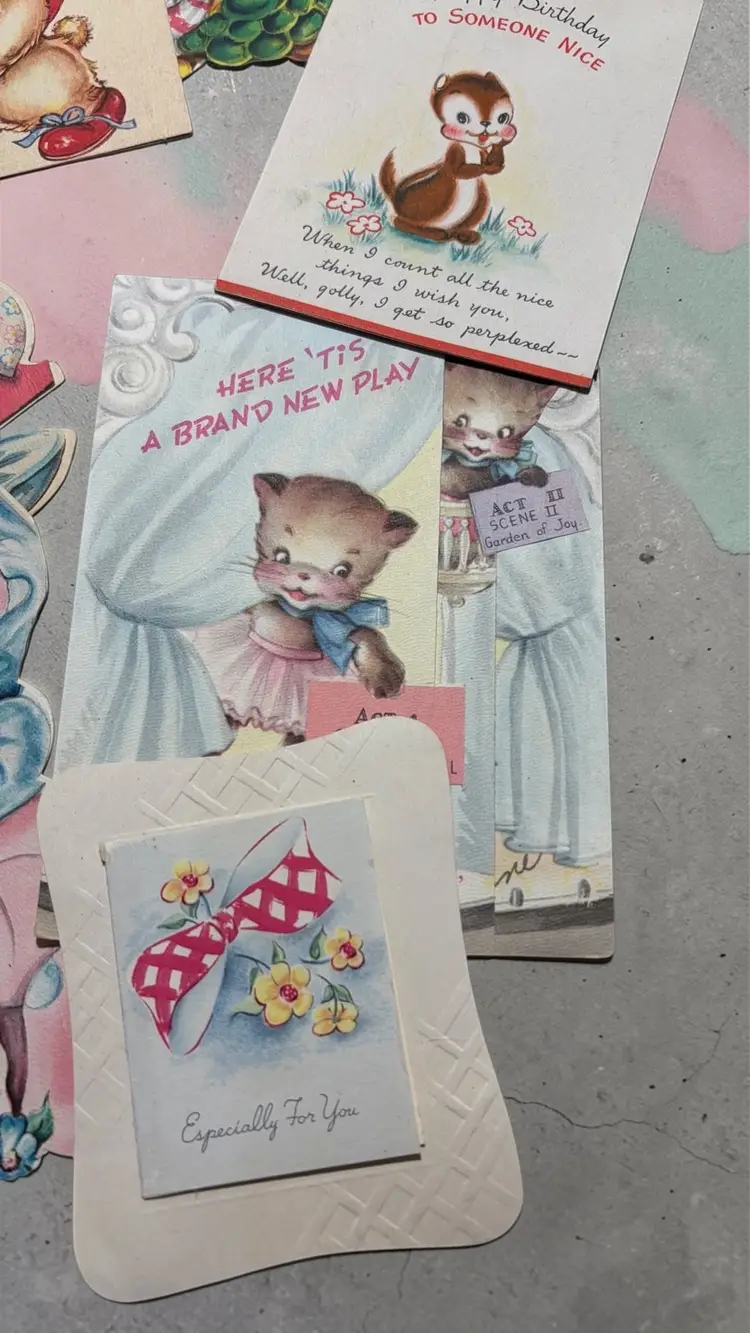 Birthday
TO SOMEONE NICE
When I count all the nice
things I wish you,
Well, golly, I get so perplexed~~
HERE 'TIS
A BRAND NEW PLAY
ACT II
SCENE II
Garden of Joy.
Especially For You